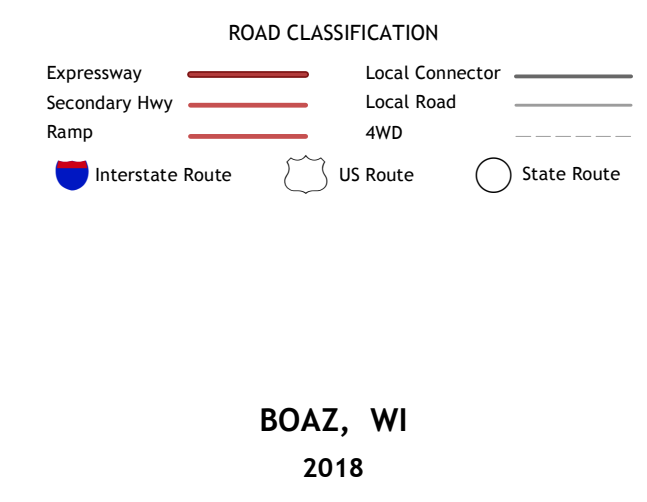 ROAD CLASSIFICATION
Expressway
Local Connector
Secondary Hwy
Local Road
Ramp
4WD
Interstate Route
US Route
State Route
BOAZ, WI
2018